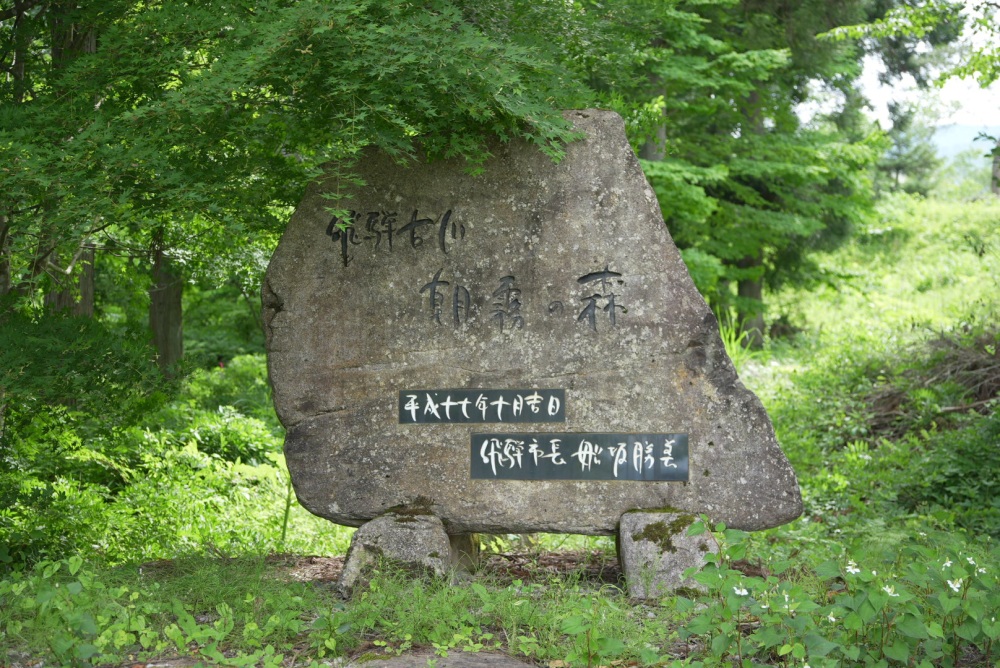 飛騨古川
朝霧の森
平成十七年十月吉日
飛騨市長 船坂勝美